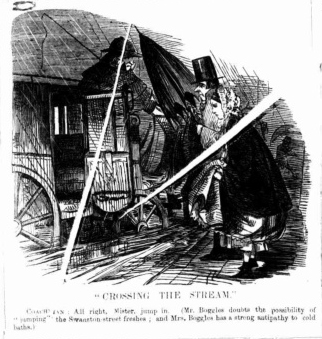 "CROSSING THE STREAM."
COACHMAN: All right, Mister, jump in. (Mr. Boggles doubts the possibility of
"jumping" the Swanston-street freshes; and Mrs. Boggles has a strong antipathy to cold
baths.)